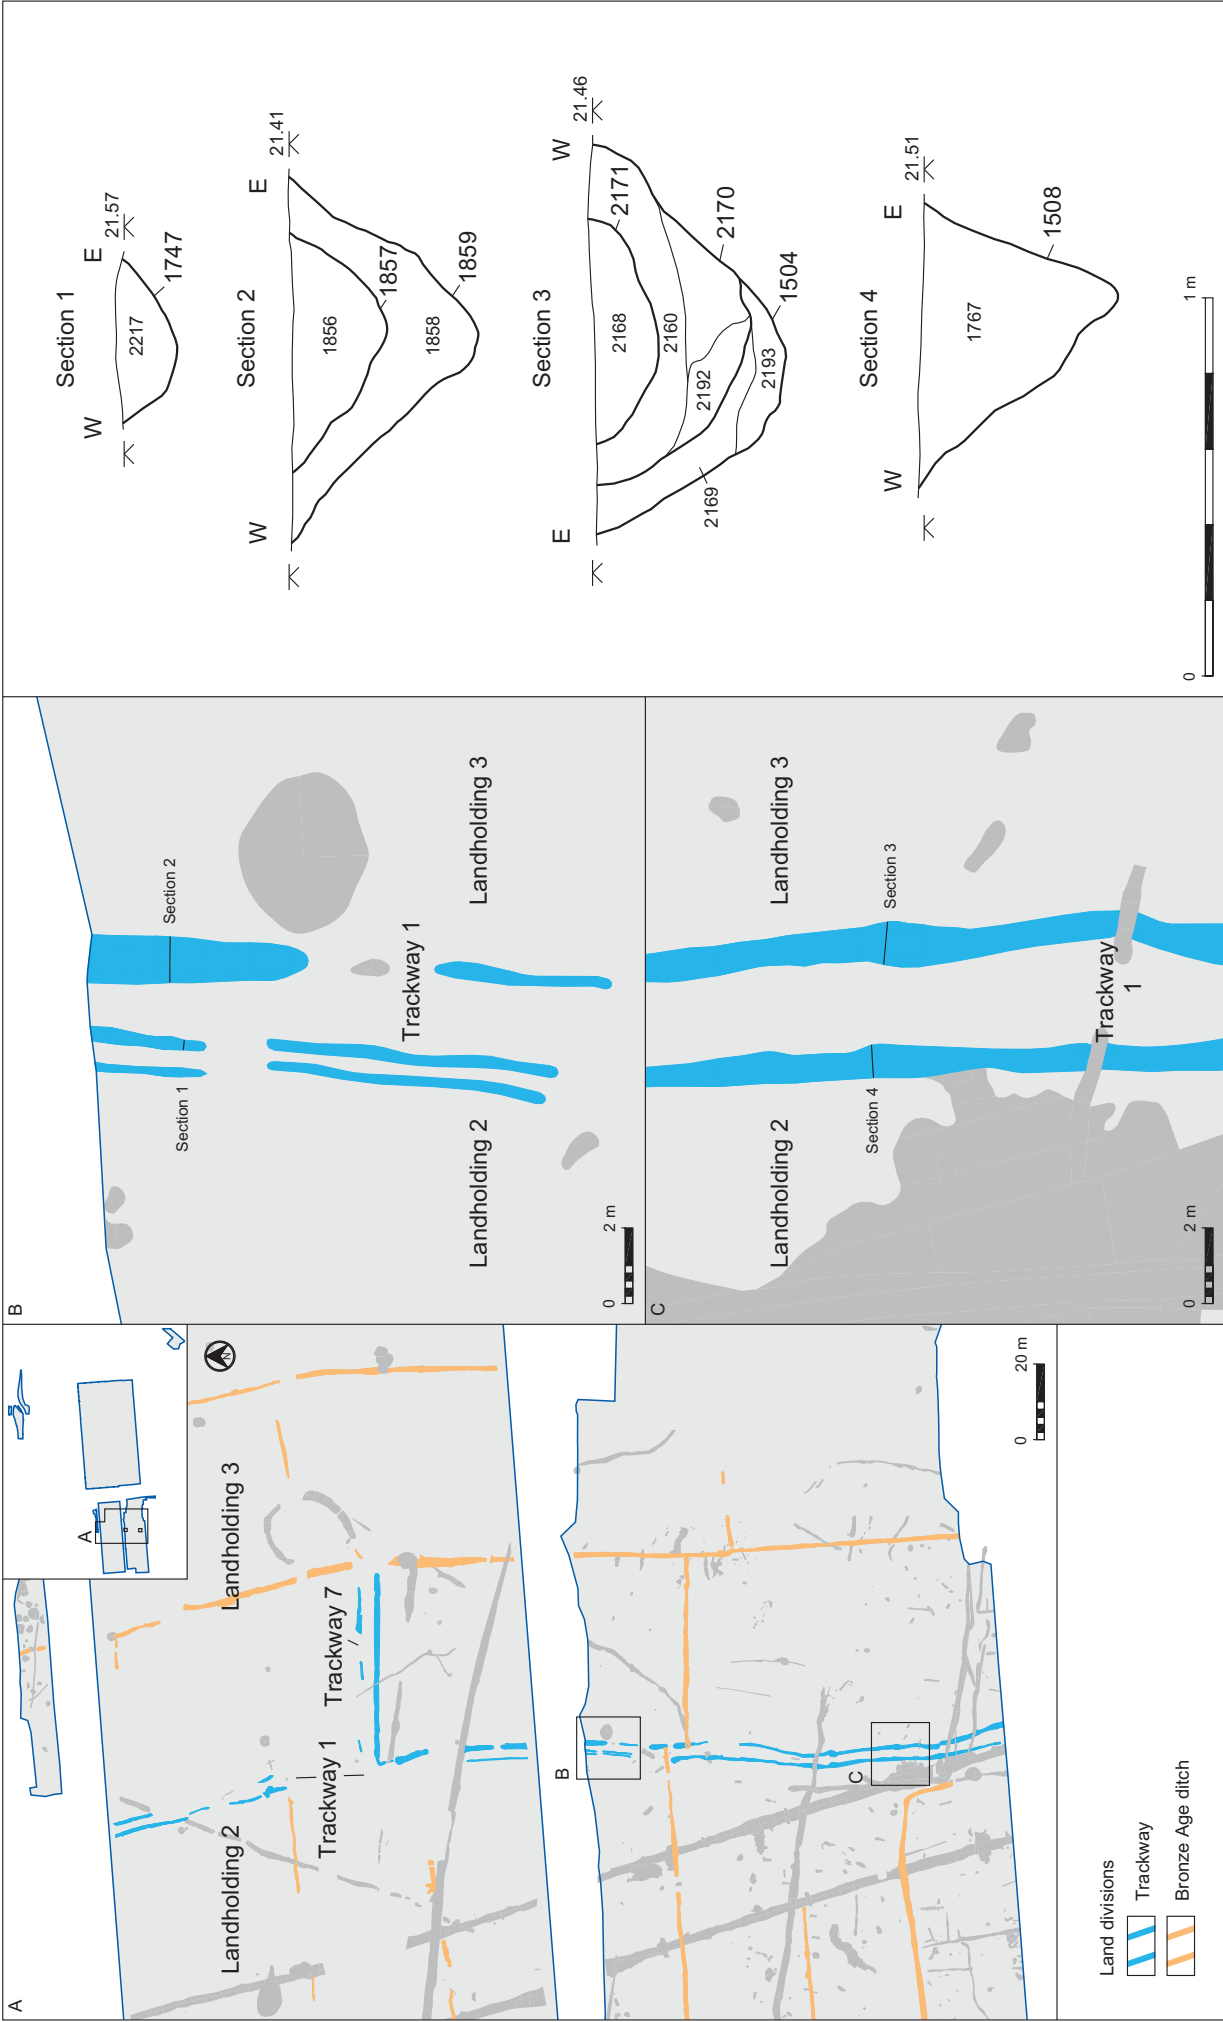 A
A
N
Landholding 2
Landholding 3
Trackway 1
Trackway 7
B
C
0
20 m
Land divisions
Trackway
Bronze Age ditch
B
Section 1
Section 2
Trackway 1
Landholding 2
Landholding 3
0
2 m
C
Landholding 2
Landholding 3
Section 4
Section 3
Trackway
1
0
2 m
Section 1
W
E
21.57
2217
1747
Section 2
W
E
21.41
1856
1857
1858
1859
Section 3
E
W
21.46
2168
2171
2160
2170
2192
2193
1504
2169
Section 4
W
E
21.51
1767
1508
0
1 m